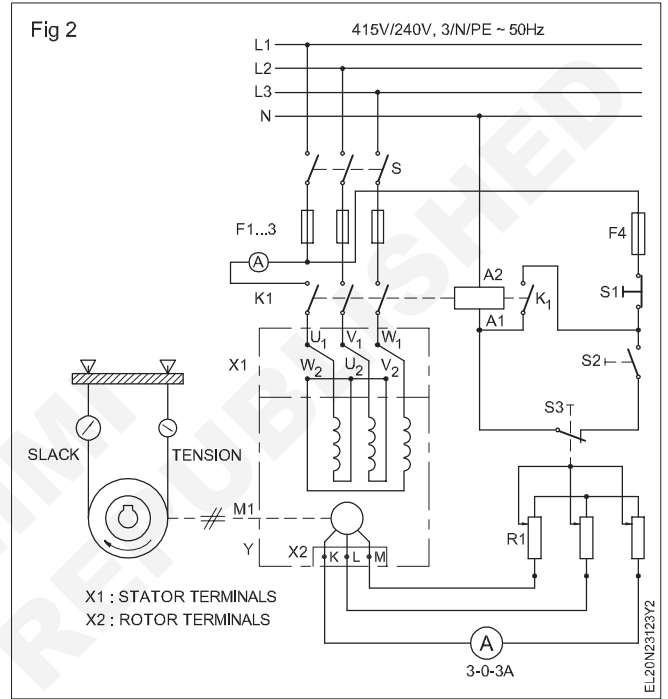 Fig 2
415V/240V, 3/N/PE ~ 50Hz
L1
L2
L3
N
S
F1...3
F4
A
K1
A2
A1
K1
S1
S2
S3
X1
U1 V1 W1
W2 U2 V2
SLACK
TENSION
M1
Y
X2
K L M
R1
X1 : STATOR TERMINALS
X2 : ROTOR TERMINALS
A
3-0-3A
EL20N23123Y2
NIMI
REPUBLISHED